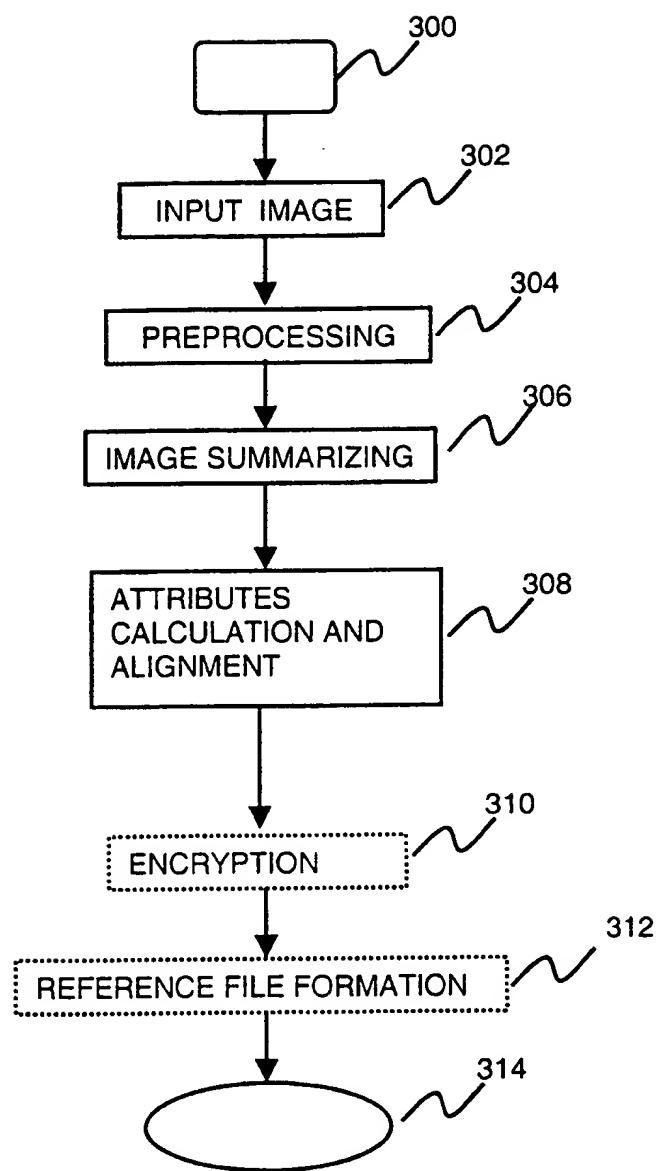 300
302
INPUT IMAGE
304
PREPROCESSING
306
IMAGE SUMMARIZING
308
ATTRIBUTES
CALCULATION AND
ALIGNMENT
310
ENCRYPTION
312
REFERENCE FILE FORMATION
314